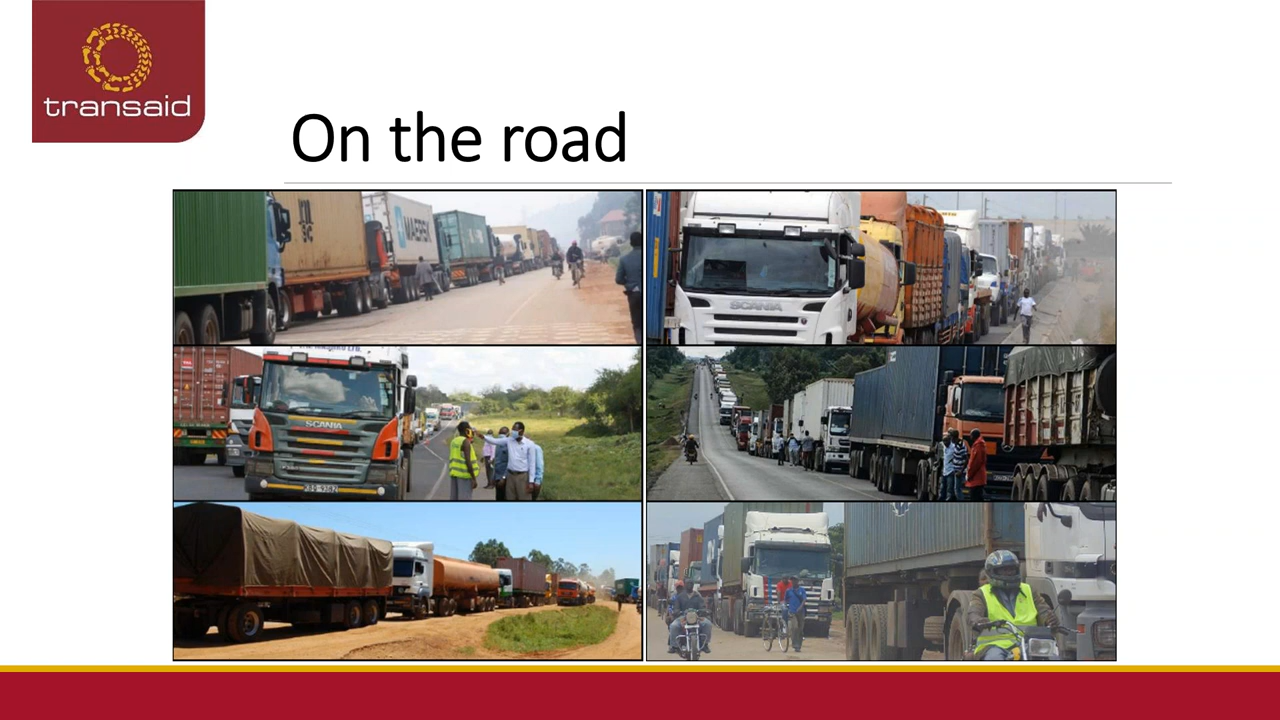 transaid
On the road
MAERSK
SCANIA
SCANIA